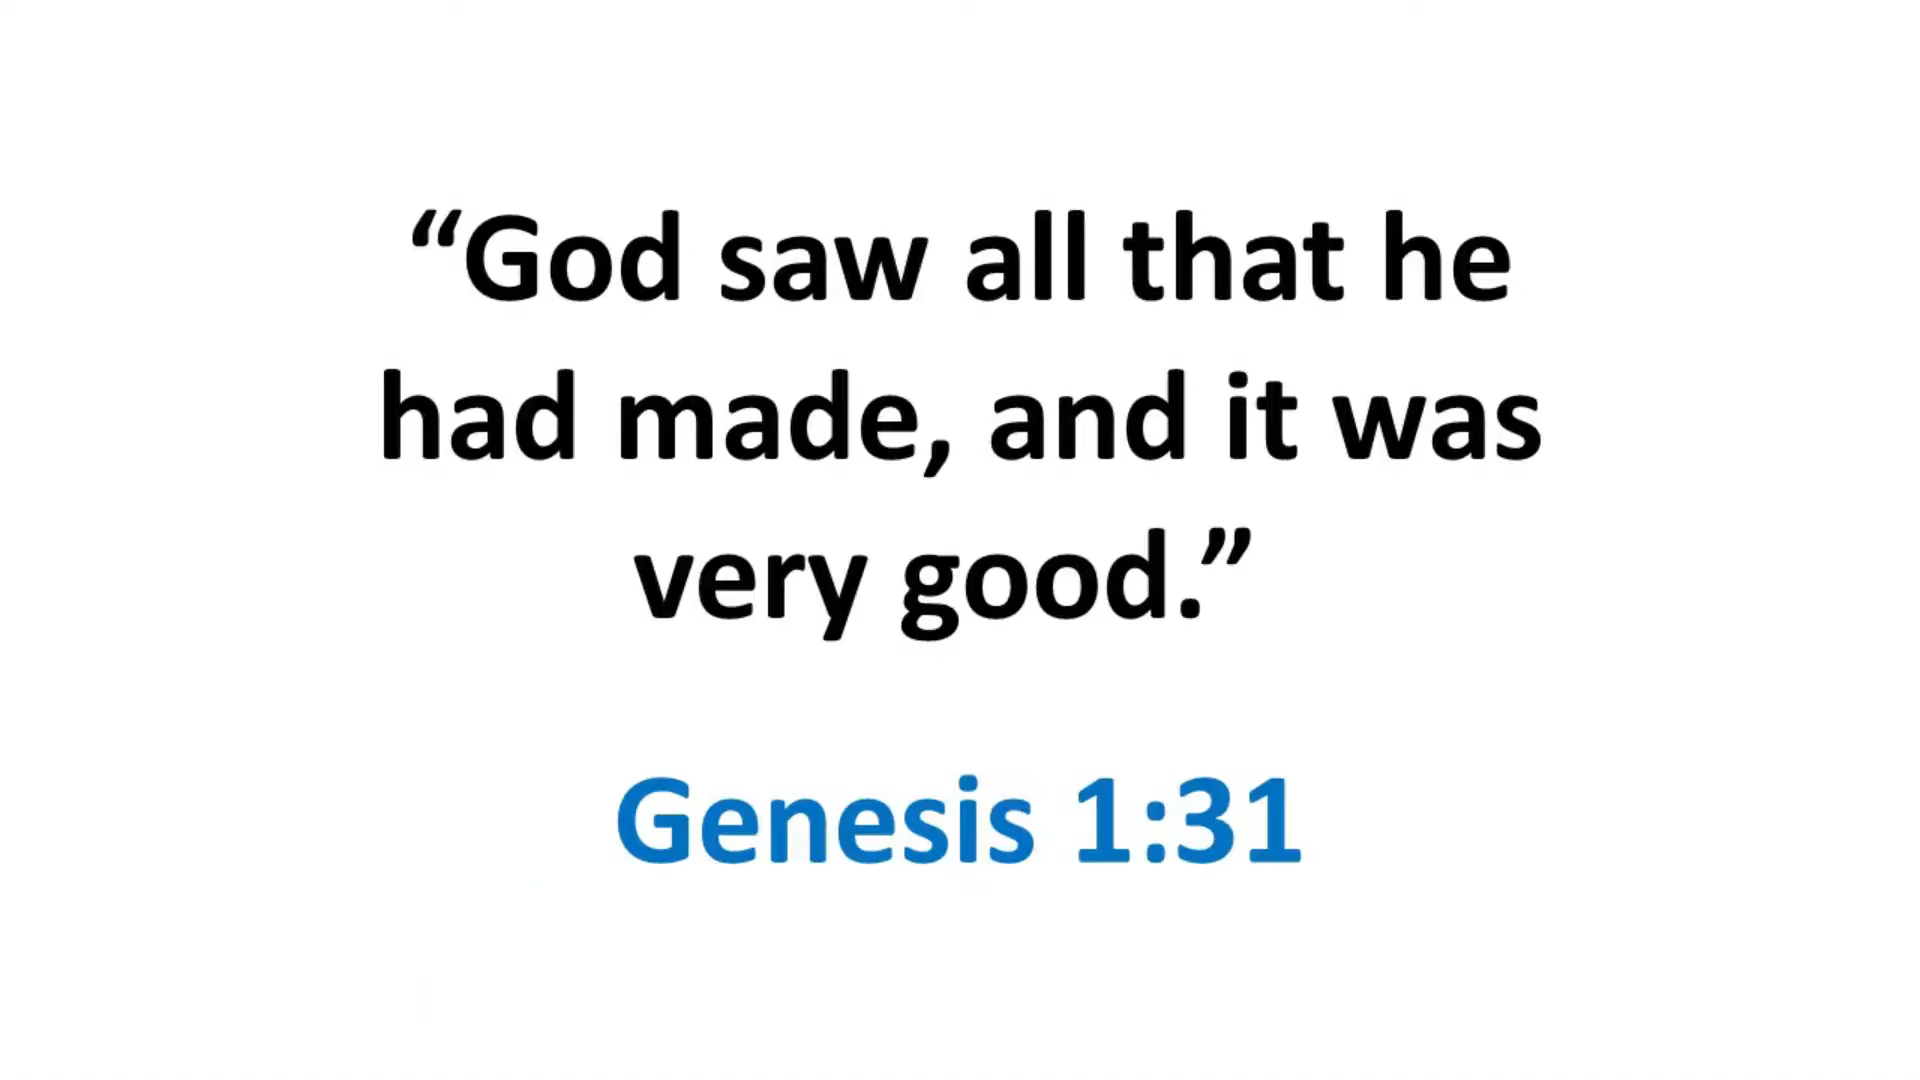 “God saw all that he
had made, and it was
very good.”
Genesis 1:31